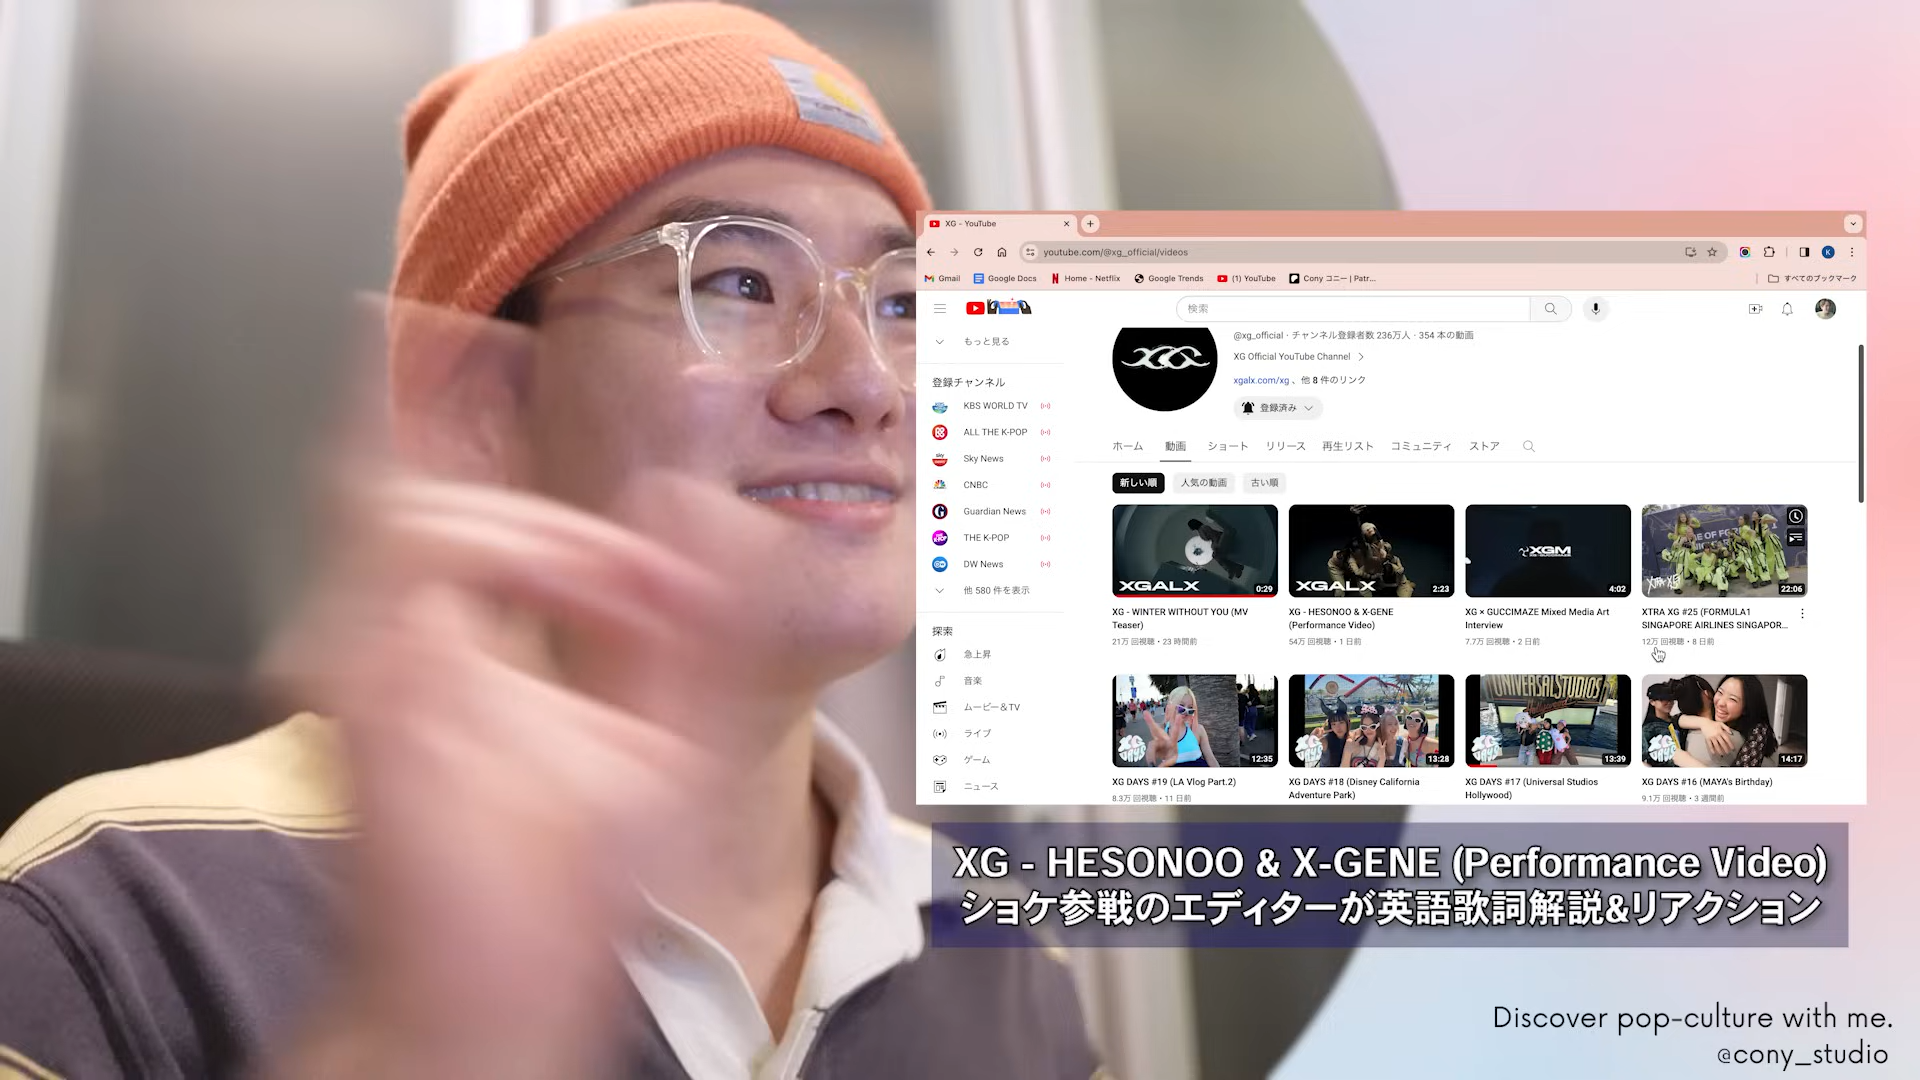 XG - YouTube
youtube.com/@xg_official/videos
Gmail
Google Docs
Home - Netflix
Google Trends
(1) YouTube
Cony コニー | Patr...
すべてのブックマーク
検索
もっと見る
登録チャンネル
KBS WORLD TV
ALL THE K-POP
Sky News
CNBC
Guardian News
THE K-POP
DW News
他 580 件を表示
探索
急上昇
音楽
ムービー&TV
ライブ
ゲーム
ニュース
@xg_official・チャンネル登録者数 236万人・354 本の動画
XG Official YouTube Channel
xgalx.com/xg 、他 8 件のリンク
登録済み
ホーム 動画 ショート リリース 再生リスト コミュニティ ストア
新しい順 人気の動画 古い順
XGALX
0:29
XG - WINTER WITHOUT YOU (MV
Teaser)
21万 回視聴・23 時間前
XGALX
2:23
XG - HESONOO & X-GENE
(Performance Video)
54万 回視聴・1 日前
XGM
4:02
XG × GUCCIMAZE Mixed Media Art
Interview
7.7万 回視聴・2 日前
22:06
XTRA XG #25 (FORMULA1
SINGAPORE AIRLINES SINGAPOR...
12万 回視聴・8 日前
12:35
XG DAYS #19 (LA Vlog Part.2)
8.3万 回視聴・11 日前
13:28
XG DAYS #18 (Disney California
Adventure Park)
UNIVERSAL STUDIOS
13:39
XG DAYS #17 (Universal Studios
Hollywood)
14:17
XG DAYS #16 (MAYA's Birthday)
9.1万 回視聴・3 週間前
XG - HESONOO & X-GENE (Performance Video)
ショケ参戦のエディターが英語歌詞解説&リアクション
Discover pop-culture with me.
@cony_studio